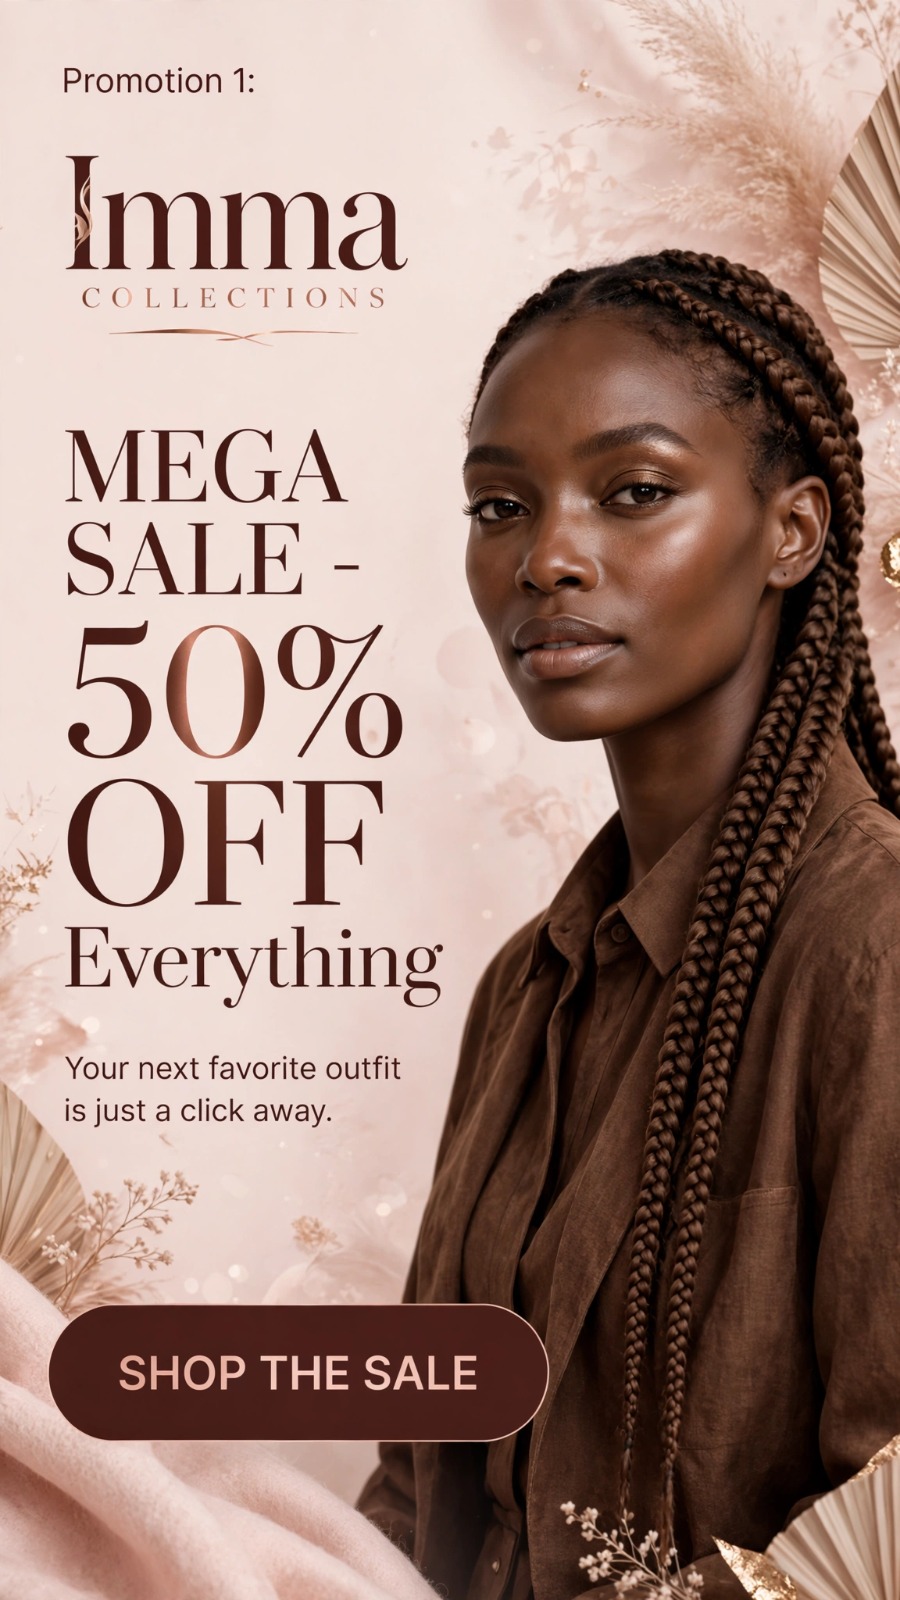 Promotion 1:
Imma
COLLECTIONS
MEGA
SALE -
50%
OFF
Everything
Your next favorite outfit
is just a click away.
SHOP THE SALE